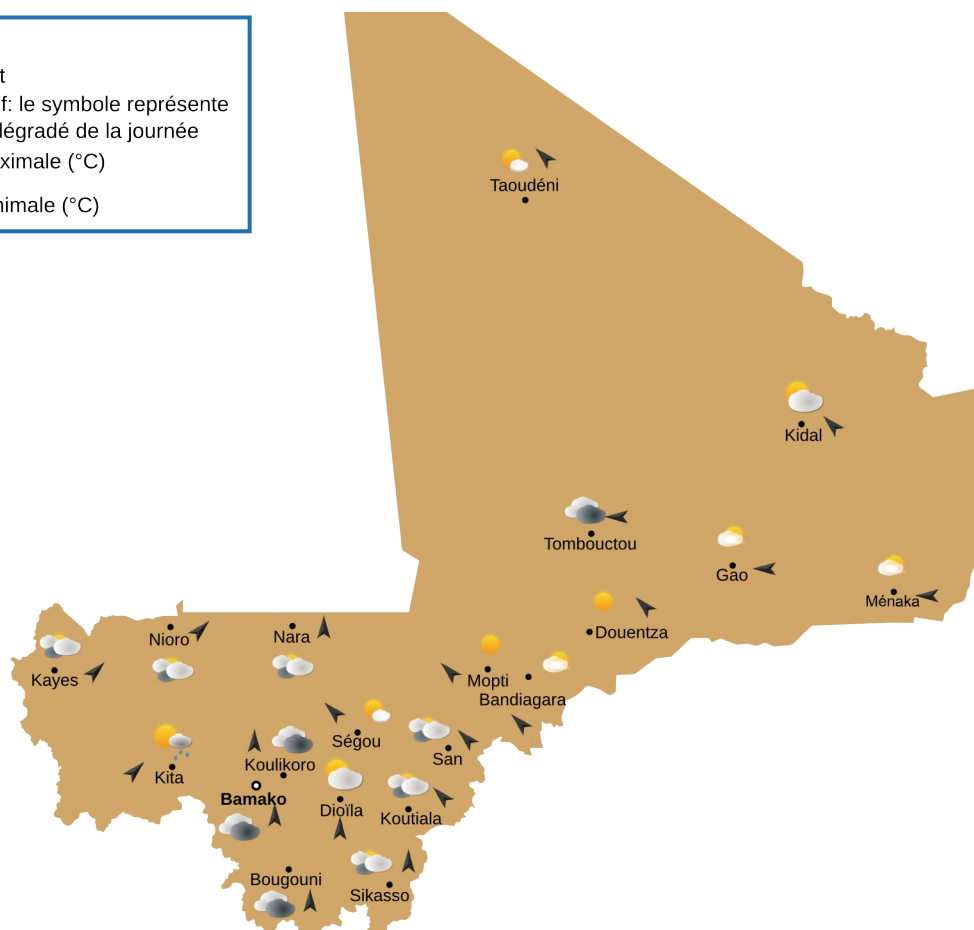 t
f: le symbole représente
dégradé de la journée
ximale (°C)
nimale (°C)
Taoudéni
Kidal
Tombouctou
Gao
Ménaka
Douentza
Nioro
Nara
Kayes
Mopti
Bandiagara
Ségou
San
Koulikoro
Kita
Bamako
Dioïla
Koutiala
Bougouni
Sikasso